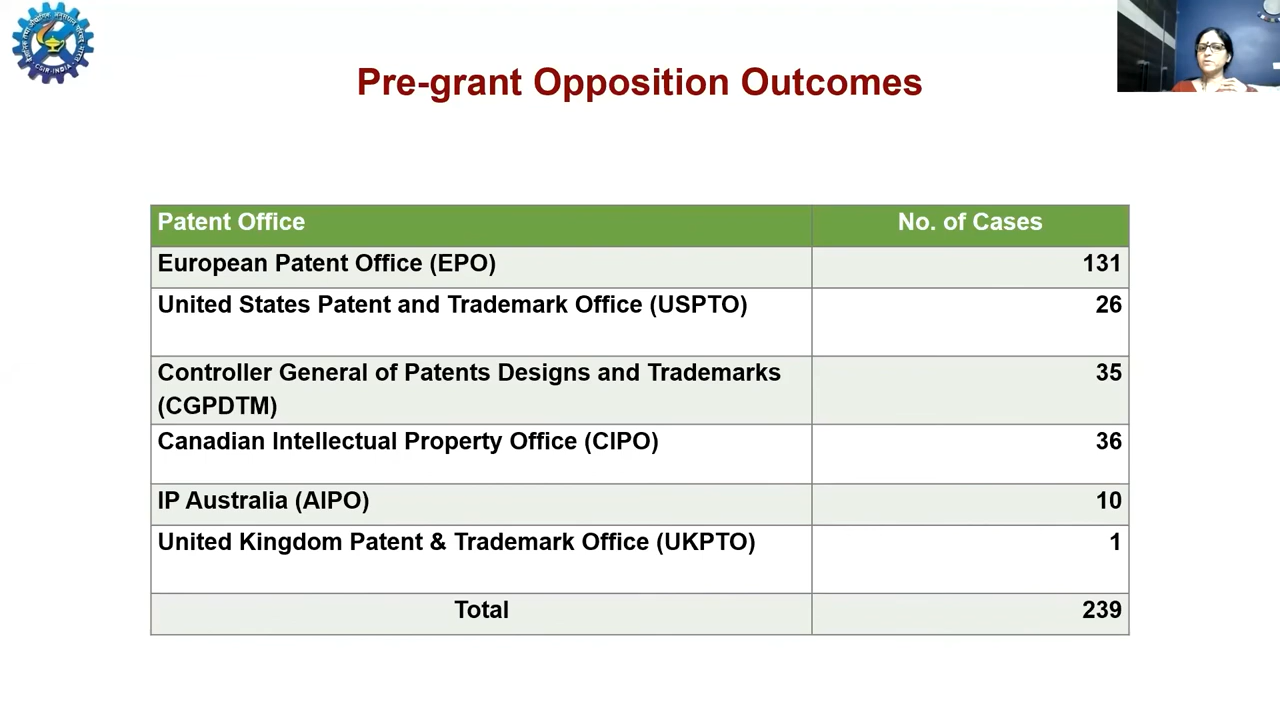 CSIR-INDIA
Pre-grant Opposition Outcomes
Patent Office No. of Cases
European Patent Office (EPO) 131
United States Patent and Trademark Office (USPTO) 26
Controller General of Patents Designs and Trademarks 35
(CGPDTM)
Canadian Intellectual Property Office (CIPO) 36
IP Australia (AIPO) 10
United Kingdom Patent & Trademark Office (UKPTO) 1
Total 239